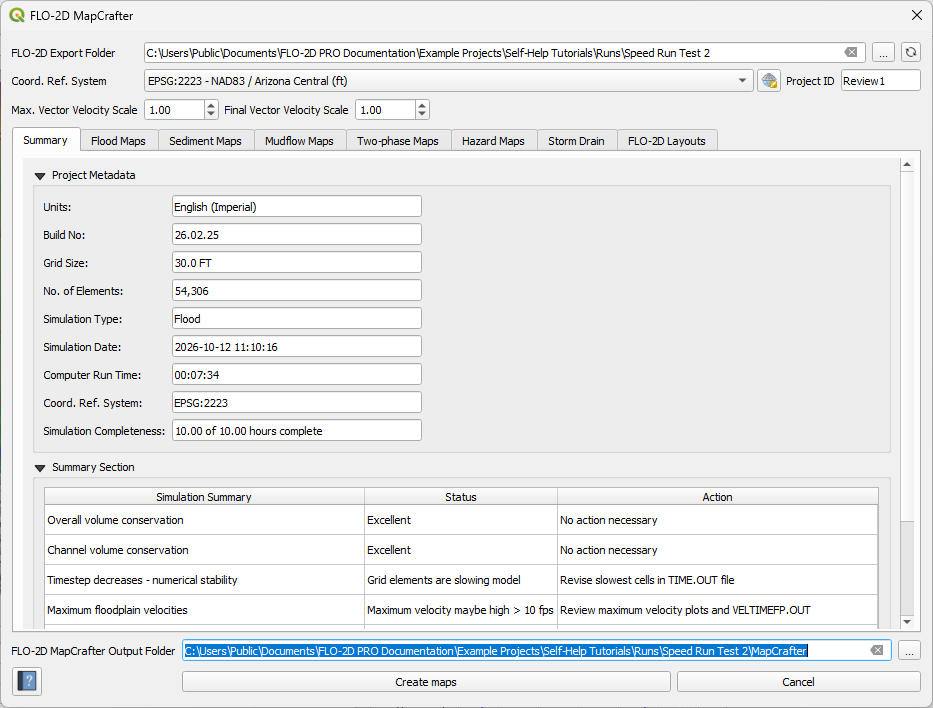 FLO-2D MapCrafter
FLO-2D Export Folder C:\Users\Public\Documents\FLO-2D PRO Documentation\Example Projects\Self-Help Tutorials\Runs\Speed Run Test 2 ...
Coord. Ref. System EPSG:2223 - NAD83 / Arizona Central (ft) Project ID Review1
Max. Vector Velocity Scale 1.00 Final Vector Velocity Scale 1.00
Summary Flood Maps Sediment Maps Mudflow Maps Two-phase Maps Hazard Maps Storm Drain FLO-2D Layouts
Project Metadata
Units: English (Imperial)
Build No: 26.02.25
Grid Size: 30.0 FT
No. of Elements: 54,306
Simulation Type: Flood
Simulation Date: 2026-10-12 11:10:16
Computer Run Time: 00:07:34
Coord. Ref. System: EPSG:2223
Simulation Completeness: 10.00 of 10.00 hours complete
Summary Section
Simulation Summary Status Action
Overall volume conservation Excellent No action necessary
Channel volume conservation Excellent No action necessary
Timestep decreases - numerical stability Grid elements are slowing model Revise slowest cells in TIME.OUT file
Maximum floodplain velocities Maximum velocity maybe high > 10 fps Review maximum velocity plots and VELTIMEFP.OUT
FLO-2D MapCrafter Output Folder C:\Users\Public\Documents\FLO-2D PRO Documentation\Example Projects\Self-Help Tutorials\Runs\Speed Run Test 2\MapCrafter ...
? Create maps Cancel